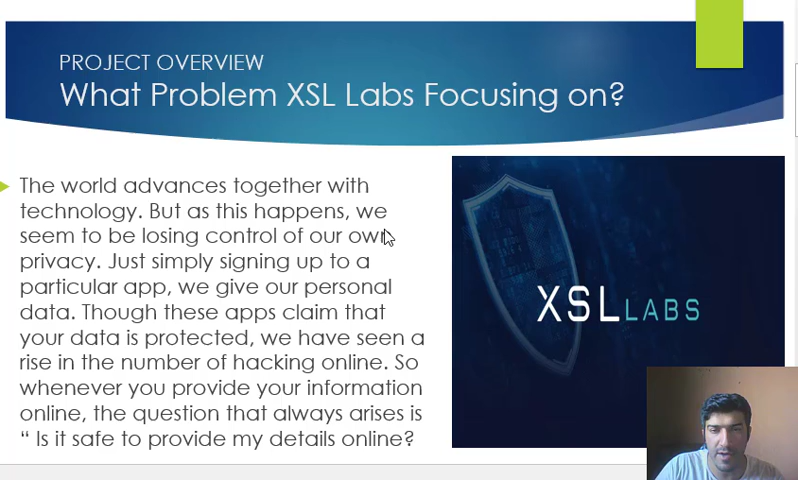 PROJECT OVERVIEW
What Problem XSL Labs Focusing on?
The world advances together with
technology. But as this happens, we
seem to be losing control of our own
privacy. Just simply signing up to a
particular app, we give our personal
data. Though these apps claim that
your data is protected, we have seen a
rise in the number of hacking online. So
whenever you provide your information
online, the question that always arises is
“ Is it safe to provide my details online?
XSL LABS